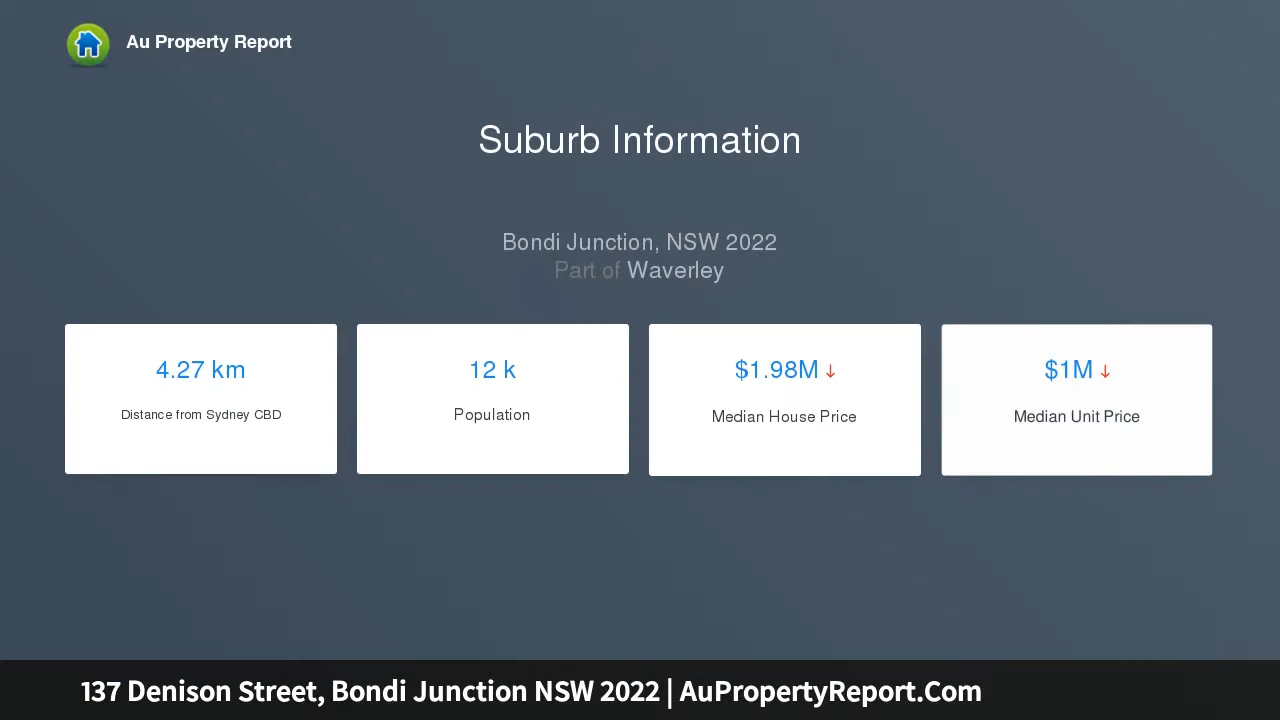 Au Property Report
Suburb Information
Bondi Junction, NSW 2022
Part of Waverley
4.27 km
Distance from Sydney CBD
12 k
Population
$1.98M ↓
Median House Price
$1M ↓
Median Unit Price
137 Denison Street, Bondi Junction NSW 2022 | AuPropertyReport.Com